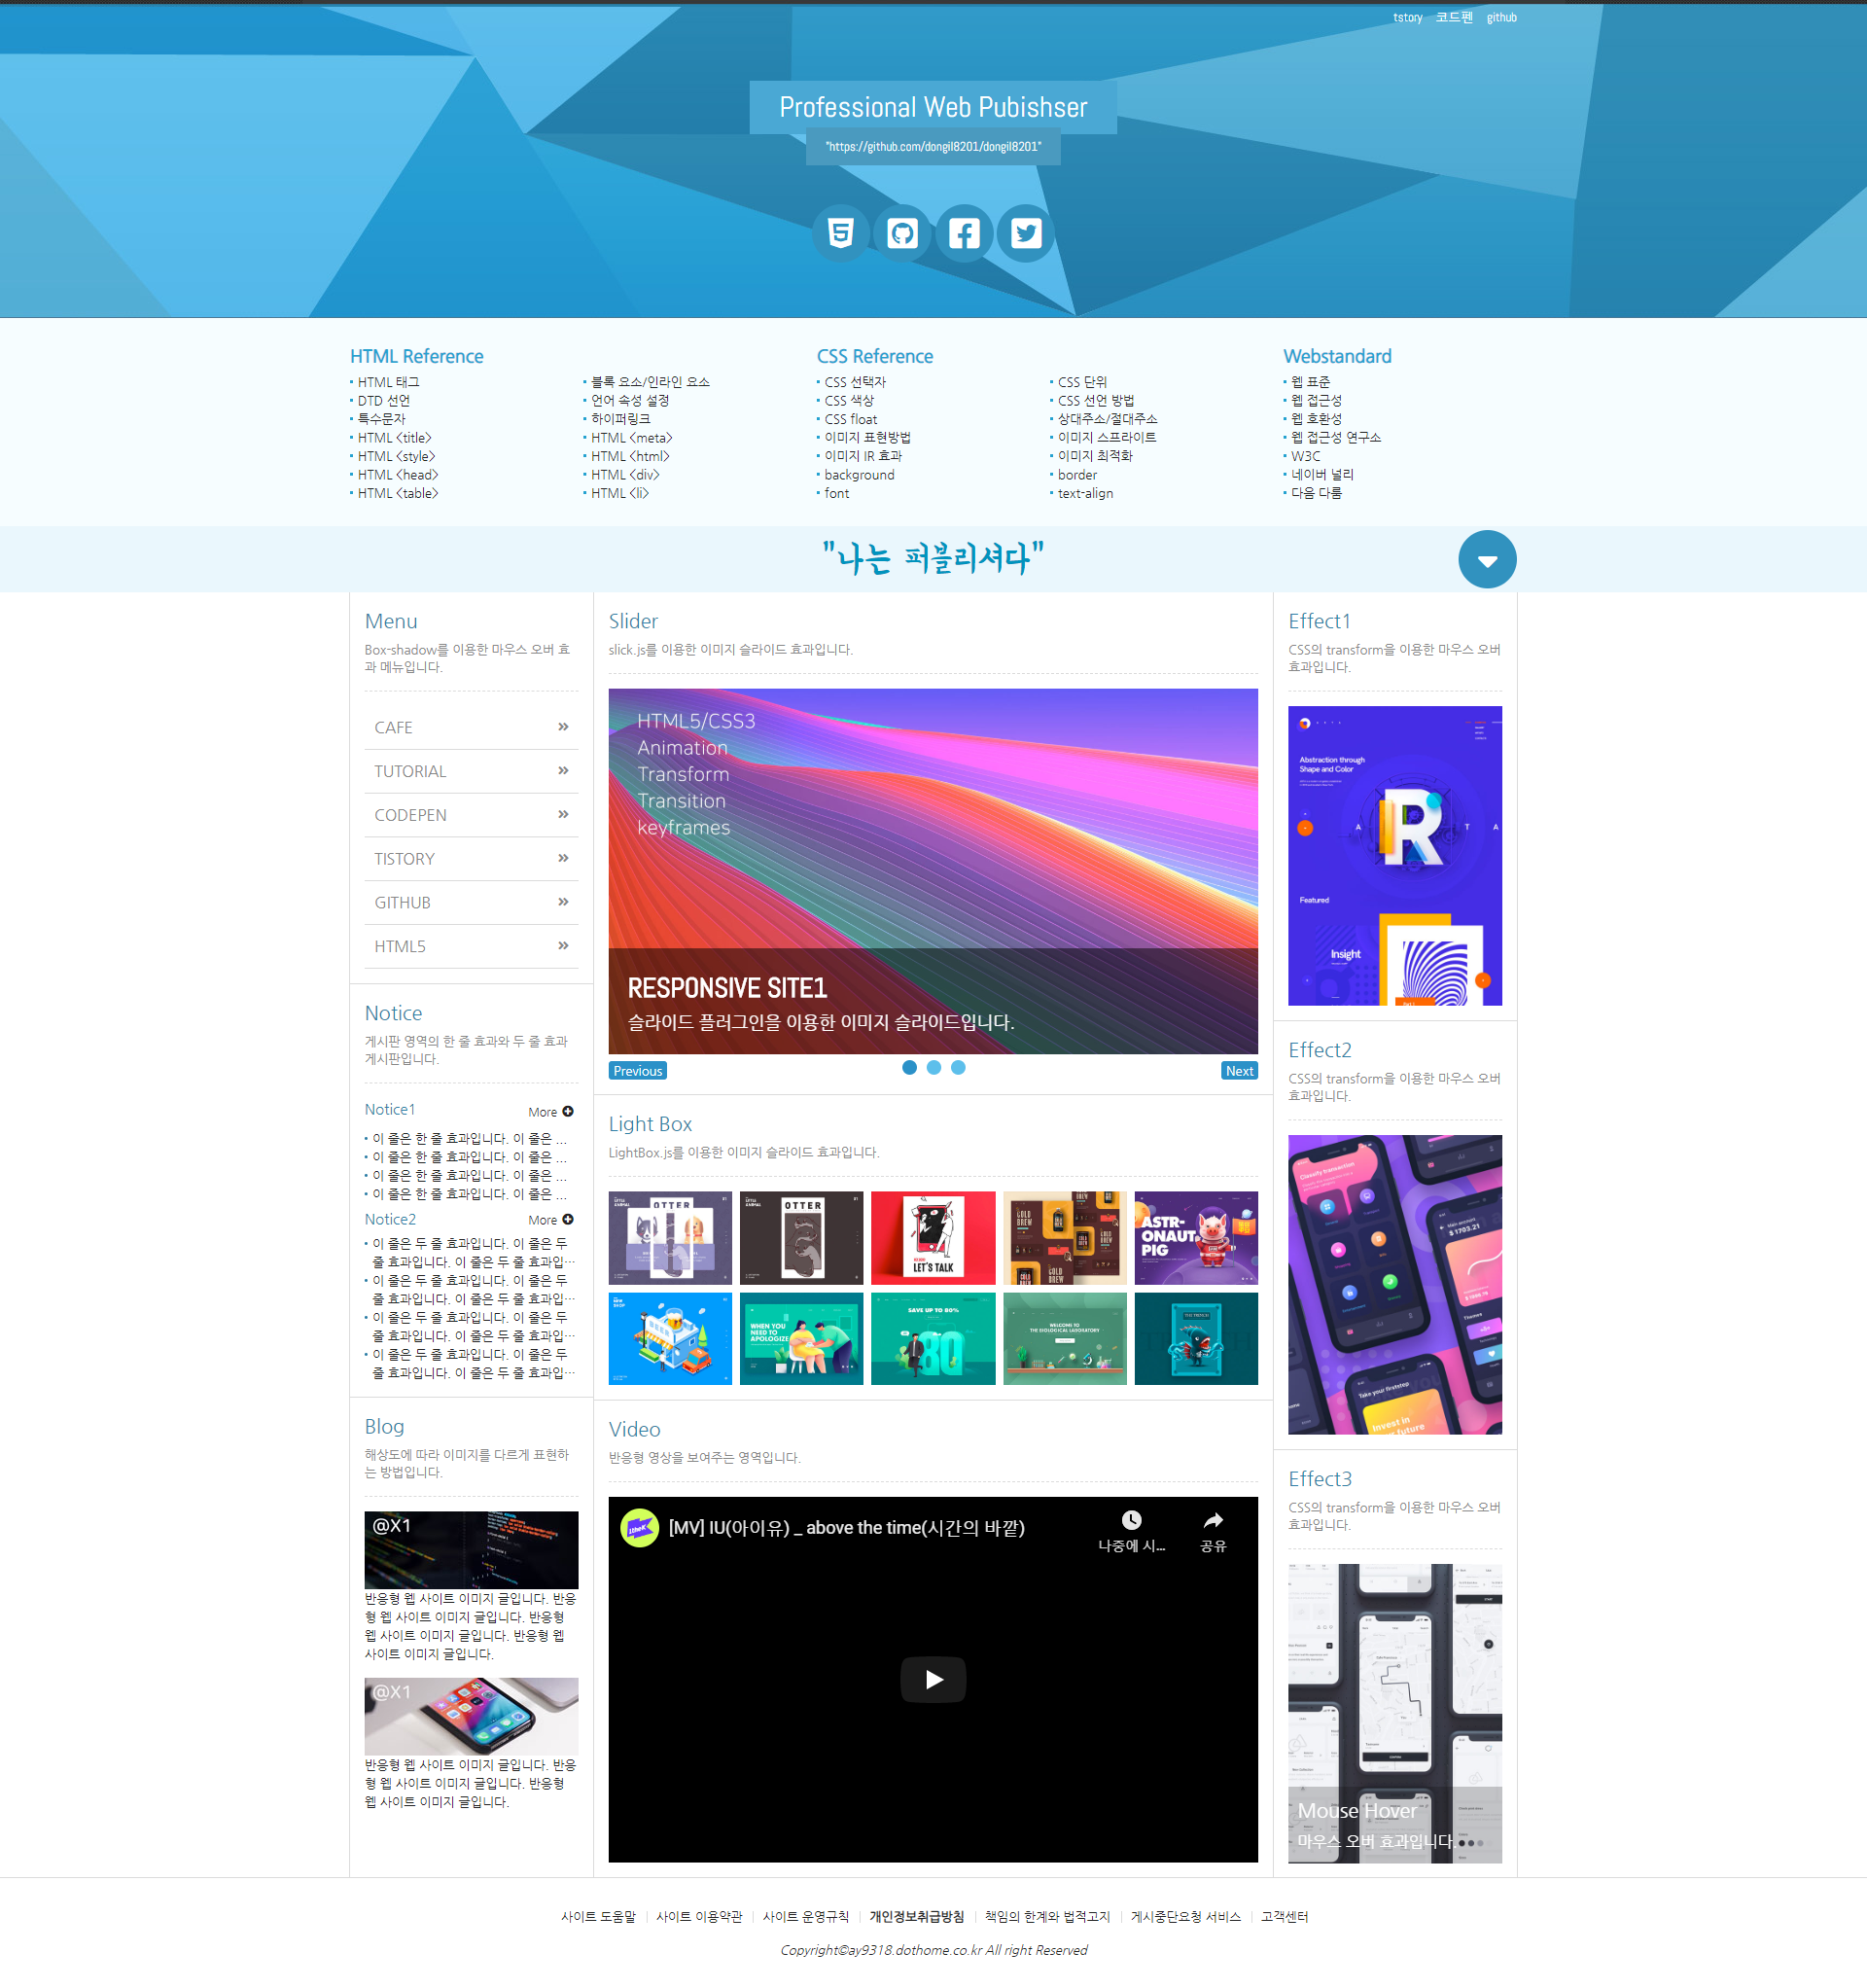 tstory 코드펜 github
Professional Web Pubishser
"https://github.com/dongil8201/dongil8201"
HTML Reference
HTML 태그
DTD 선언
특수문자
HTML <title>
HTML <style>
HTML <head>
HTML <table>
블록 요소/인라인 요소
언어 속성 설정
하이퍼링크
HTML <meta>
HTML <html>
HTML <div>
HTML <li>
CSS Reference
CSS 선택자
CSS 색상
CSS float
이미지 표현방법
이미지 IR 효과
background
font
CSS 단위
CSS 선언 방법
상대주소/절대주소
이미지 스프라이트
이미지 최적화
border
text-align
Webstandard
웹 표준
웹 접근성
웹 호환성
웹 접근성 연구소
W3C
네이버 널리
다음 다룸
"나는 퍼블리셔다"
Menu
Box-shadow를 이용한 마우스 오버 효
과 메뉴입니다.
CAFE
TUTORIAL
CODEPEN
TISTORY
GITHUB
HTML5
Notice
게시판 영역의 한 줄 효과와 두 줄 효과
게시판입니다.
Notice1 More
이 줄은 한 줄 효과입니다. 이 줄은 ...
이 줄은 한 줄 효과입니다. 이 줄은 ...
이 줄은 한 줄 효과입니다. 이 줄은 ...
이 줄은 한 줄 효과입니다. 이 줄은 ...
Notice2 More
이 줄은 두 줄 효과입니다. 이 줄은 두
줄 효과입니다. 이 줄은 두 줄 효과입…
이 줄은 두 줄 효과입니다. 이 줄은 두
줄 효과입니다. 이 줄은 두 줄 효과입…
이 줄은 두 줄 효과입니다. 이 줄은 두
줄 효과입니다. 이 줄은 두 줄 효과입…
이 줄은 두 줄 효과입니다. 이 줄은 두
줄 효과입니다. 이 줄은 두 줄 효과입…
Blog
해상도에 따라 이미지를 다르게 표현하
는 방법입니다.
@X1
반응형 웹 사이트 이미지 글입니다. 반응
형 웹 사이트 이미지 글입니다. 반응형
웹 사이트 이미지 글입니다. 반응형 웹
사이트 이미지 글입니다.
@X1
반응형 웹 사이트 이미지 글입니다. 반응
형 웹 사이트 이미지 글입니다. 반응형
웹 사이트 이미지 글입니다.
Slider
slick.js를 이용한 이미지 슬라이드 효과입니다.
HTML5/CSS3
Animation
Transform
Transition
keyframes
RESPONSIVE SITE1
슬라이드 플러그인을 이용한 이미지 슬라이드입니다.
Previous Next
Light Box
LightBox.js를 이용한 이미지 슬라이드 효과입니다.
OTTER
OTTER
LET'S TALK
COLD
BREW
ASTR-
ONAUT
PIG
BEER
WHEN YOU
NEED TO
APOLOGIZE
SAVE UP TO 80%
80
WELCOME TO
THE BIOLOGICAL LABORATORY
Video
반응형 영상을 보여주는 영역입니다.
[MV] IU(아이유) _ above the time(시간의 바깥)
나중에 시... 공유
Effect1
CSS의 transform을 이용한 마우스 오버
효과입니다.
Abstraction through
Shape and Color
A R T A
Featured
Insight
Effect2
CSS의 transform을 이용한 마우스 오버
효과입니다.
Classify transaction
$ 1703.21
Themes
Take your firststep
Invest in
your future
Effect3
CSS의 transform을 이용한 마우스 오버
효과입니다.
Mouse Hover
마우스 오버 효과입니다.
사이트 도움말 사이트 이용약관 사이트 운영규칙 개인정보취급방침 책임의 한계와 법적고지 게시중단요청 서비스 고객센터
Copyright©ay9318.dothome.co.kr All right Reserved